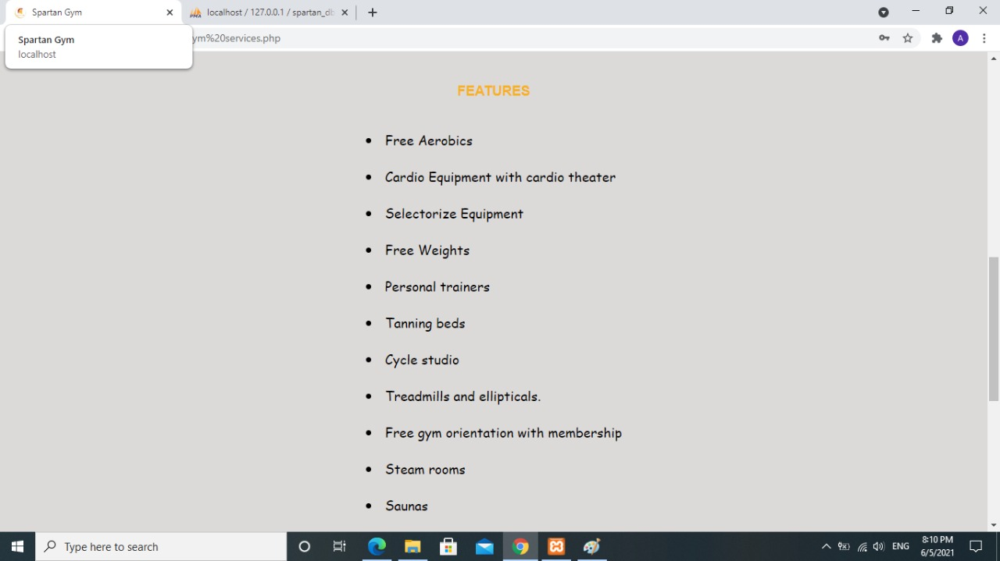 Spartan Gym
localhost / 127.0.0.1 / spartan_db
Spartan Gym
localhost
ym%20services.php
A
FEATURES
• Free Aerobics
• Cardio Equipment with cardio theater
• Selectorize Equipment
• Free Weights
• Personal trainers
• Tanning beds
• Cycle studio
• Treadmills and ellipticals.
• Free gym orientation with membership
• Steam rooms
• Saunas
Type here to search
ENG
8:10 PM
6/5/2021